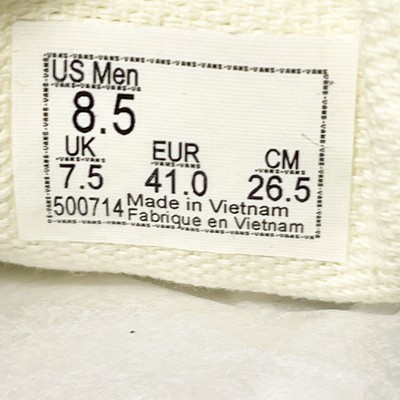 US Men
8.5
UK EUR CM
7.5 41.0 26.5
500714 Made in Vietnam
Fabrique en Vietnam